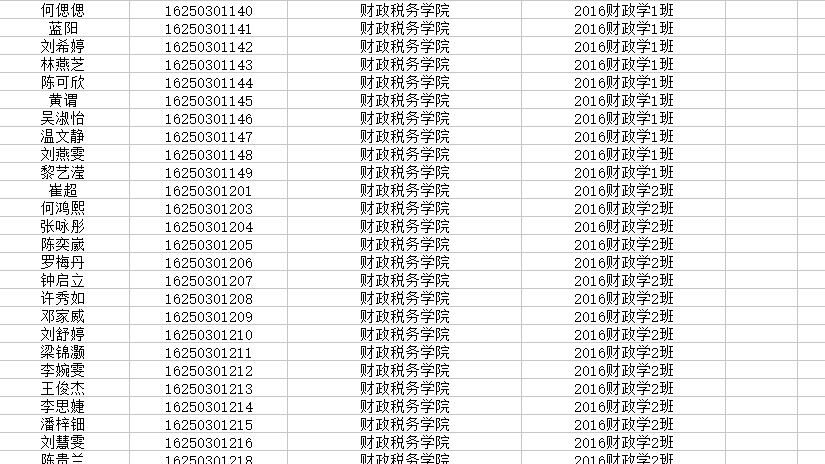 何偲偲 16250301140 财政税务学院 2016财政学1班
蓝阳 16250301141 财政税务学院 2016财政学1班
刘希婷 16250301142 财政税务学院 2016财政学1班
林燕芝 16250301143 财政税务学院 2016财政学1班
陈可欣 16250301144 财政税务学院 2016财政学1班
黄谓 16250301145 财政税务学院 2016财政学1班
吴淑怡 16250301146 财政税务学院 2016财政学1班
温文静 16250301147 财政税务学院 2016财政学1班
刘燕雯 16250301148 财政税务学院 2016财政学1班
黎艺滢 16250301149 财政税务学院 2016财政学1班
崔超 16250301201 财政税务学院 2016财政学2班
何鸿熙 16250301203 财政税务学院 2016财政学2班
张咏彤 16250301204 财政税务学院 2016财政学2班
陈奕崴 16250301205 财政税务学院 2016财政学2班
罗梅丹 16250301206 财政税务学院 2016财政学2班
钟启立 16250301207 财政税务学院 2016财政学2班
许秀如 16250301208 财政税务学院 2016财政学2班
邓家威 16250301209 财政税务学院 2016财政学2班
刘舒婷 16250301210 财政税务学院 2016财政学2班
梁锦灏 16250301211 财政税务学院 2016财政学2班
李婉雯 16250301212 财政税务学院 2016财政学2班
王俊杰 16250301213 财政税务学院 2016财政学2班
李思婕 16250301214 财政税务学院 2016财政学2班
潘梓钿 16250301215 财政税务学院 2016财政学2班
刘慧雯 16250301216 财政税务学院 2016财政学2班
陈贵兰 16250301218 财政税务学院 2016财政学2班